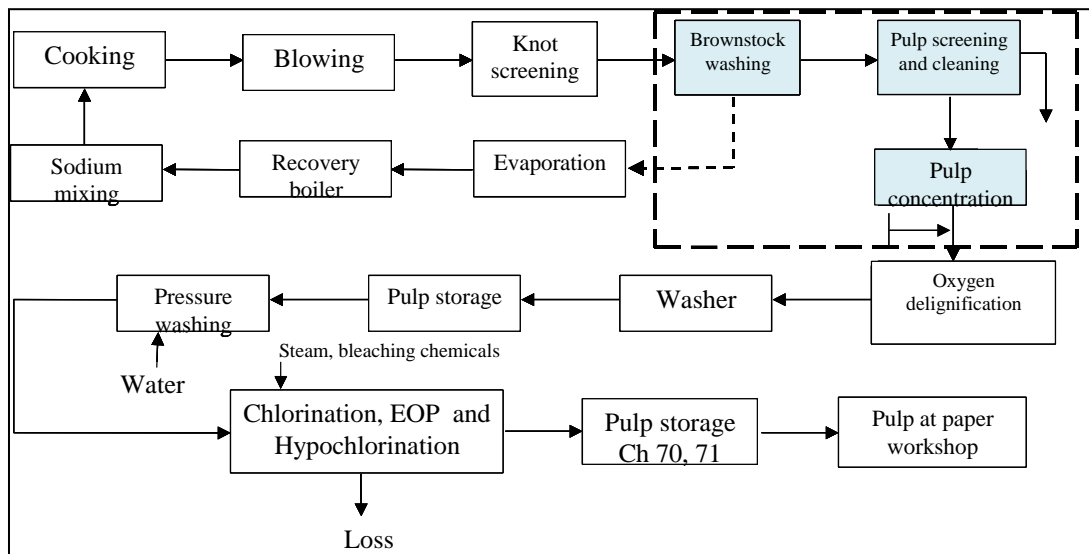 Cooking
Blowing
Knot
screening
Brownstock
washing
Pulp screening
and cleaning
Sodium
mixing
Recovery
boiler
Evaporation
Pulp
concentration
Pressure
washing
Pulp storage
Washer
Oxygen
delignification
Water
Steam, bleaching chemicals
Chlorination, EOP and
Hypochlorination
Pulp storage
Ch 70, 71
Pulp at paper
workshop
Loss